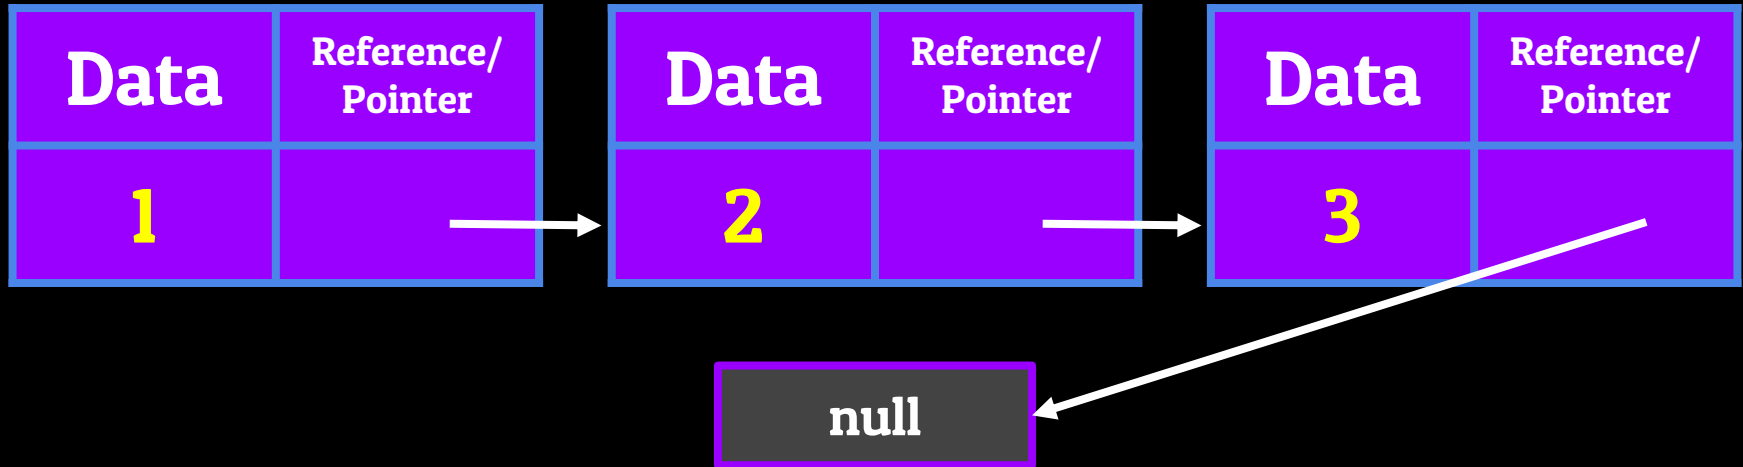 Data
Reference/
Pointer
1
Data
Reference/
Pointer
2
Data
Reference/
Pointer
3
null